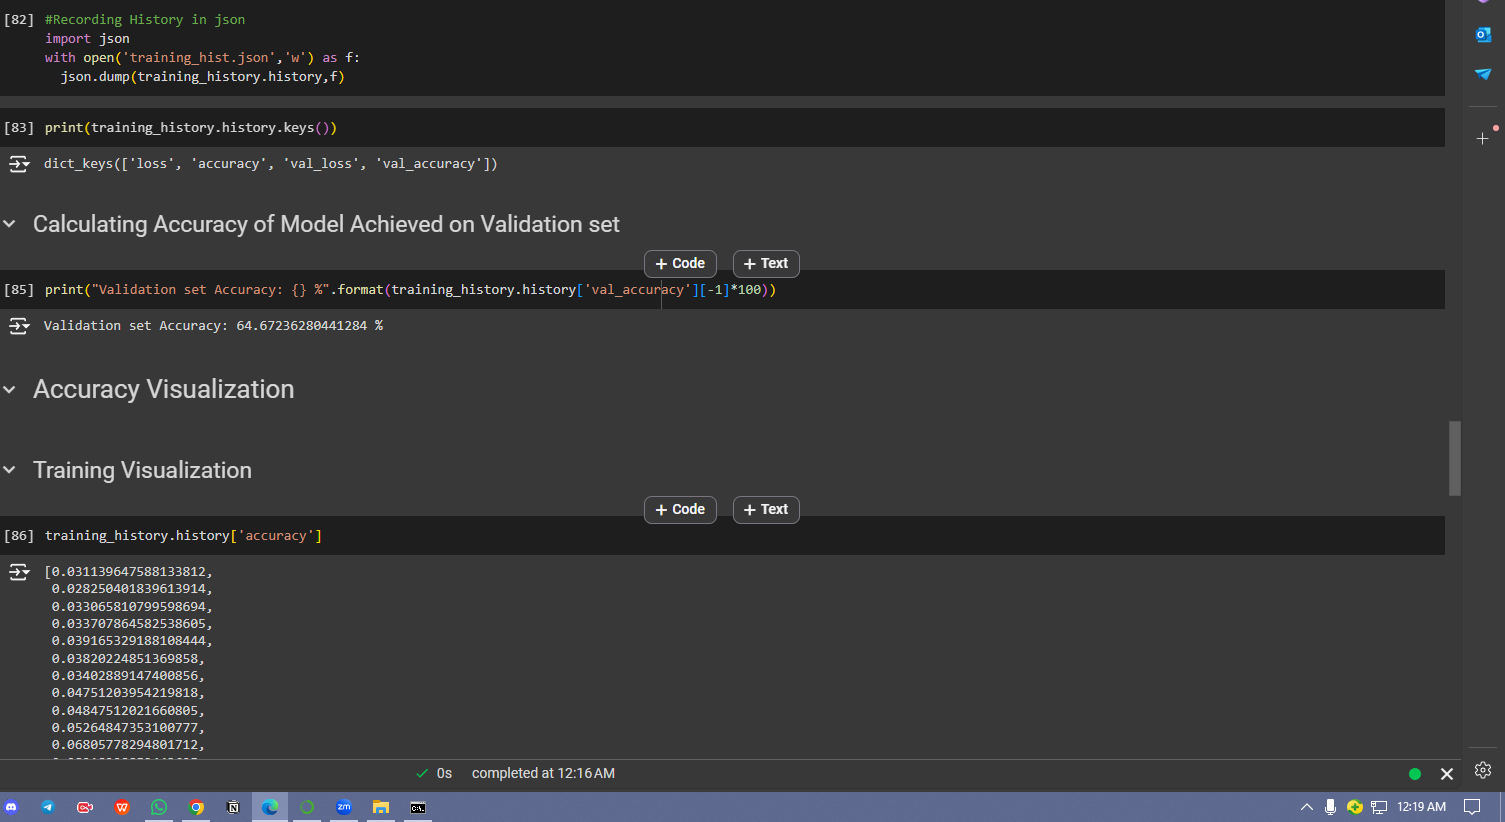 [82] #Recording History in json
import json
with open('training_hist.json','w') as f:
  json.dump(training_history.history,f)
[83] print(training_history.history.keys())
dict_keys(['loss', 'accuracy', 'val_loss', 'val_accuracy'])
Calculating Accuracy of Model Achieved on Validation set
+ Code + Text
[85] print("Validation set Accuracy: {} %".format(training_history.history['val_accuracy'][-1]*100))
Validation set Accuracy: 64.67236280441284 %
Accuracy Visualization
Training Visualization
+ Code + Text
[86] training_history.history['accuracy']
[0.031139647588133812,
0.028250401839613914,
0.033065810799598694,
0.033707864582538605,
0.039165329188108444,
0.03820224851369858,
0.03402889147400856,
0.04751203954219818,
0.04847512021660805,
0.05264847353100777,
0.06805778294801712,
0s completed at 12:16 AM
12:19 AM